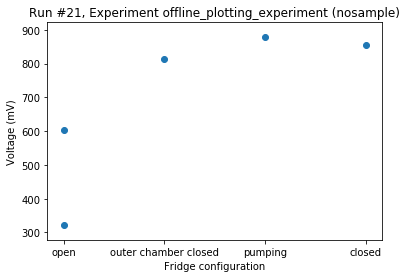 Run #21, Experiment offline_plotting_experiment (nosample)
900
800
700
600
500
400
300
Voltage (mV)
open outer chamber closed pumping closed
Fridge configuration